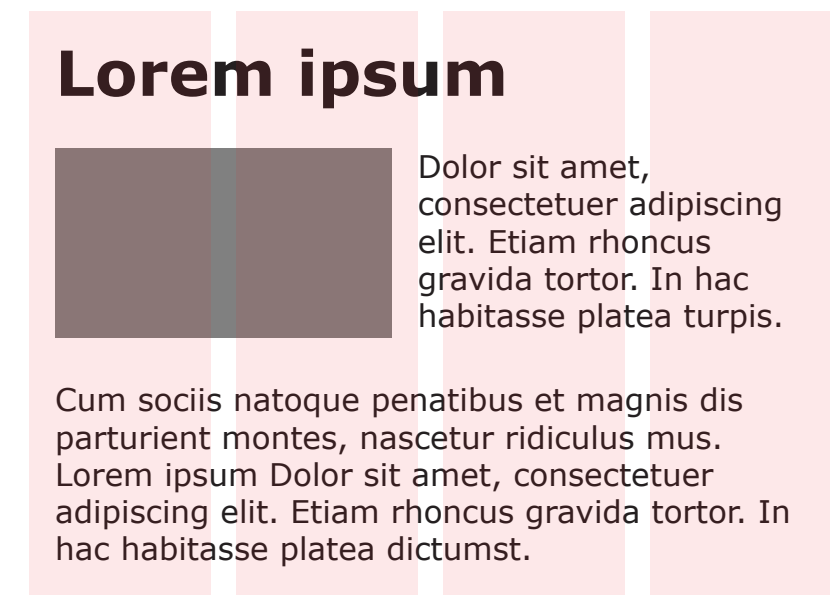 Lorem ipsum
Dolor sit amet,
consectetuer adipiscing
elit. Etiam rhoncus
gravida tortor. In hac
habitasse platea turpis.
Cum sociis natoque penatibus et magnis dis
parturient montes, nascetur ridiculus mus.
Lorem ipsum Dolor sit amet, consectetuer
adipiscing elit. Etiam rhoncus gravida tortor. In
hac habitasse platea dictumst.